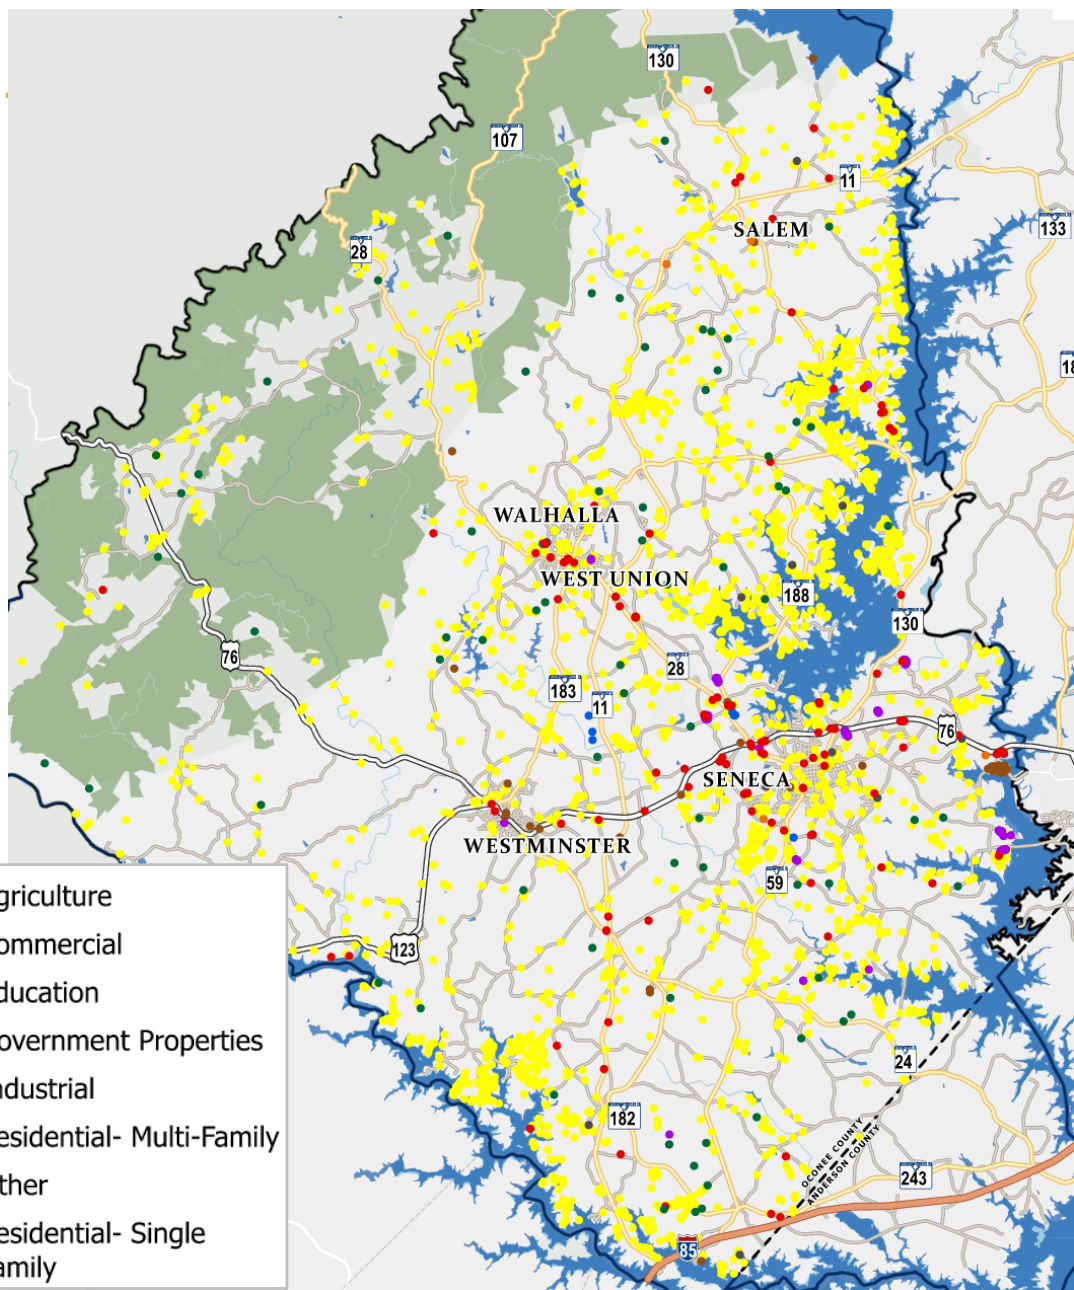 130
107
11
133
SALEM
28
18
WALHALLA
WEST UNION
188
130
76
28
183
11
76
SENECA
WESTMINSTER
59
griculture
ommercial
123
ducation
overnment Properties
24
ndustrial
182
esidential- Multi-Family
OCONEE COUNTY
ANDERSON COUNTY
243
ther
esidential- Single
amily
85